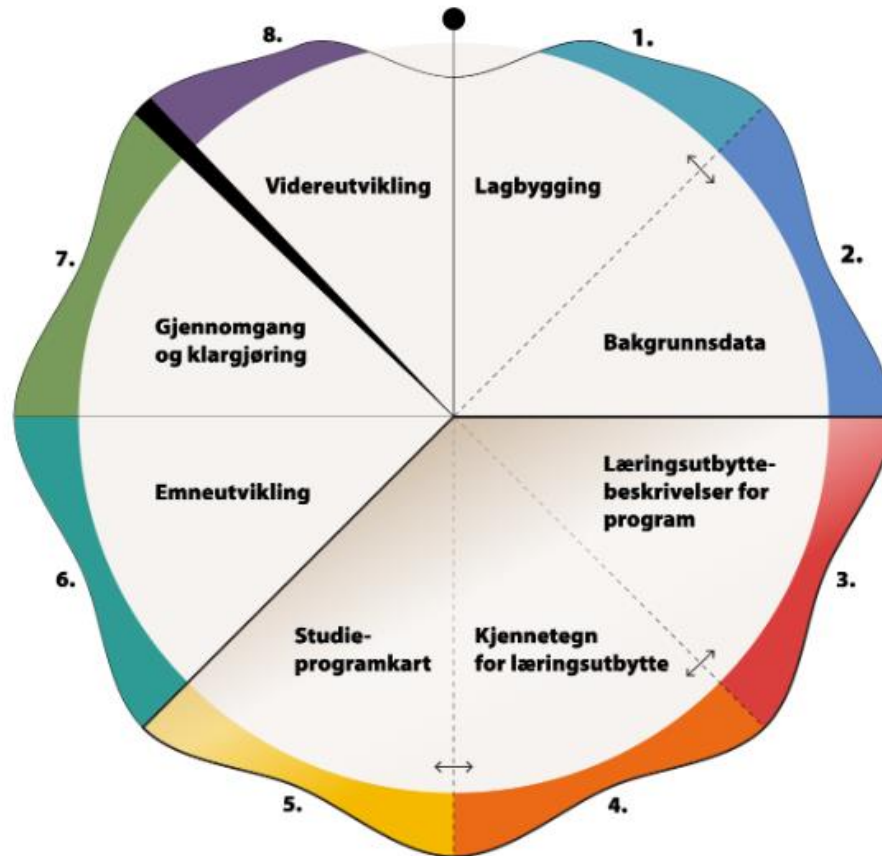 1.
Lagbygging
2.
Bakgrunnsdata
3.
Læringsutbytte-
beskrivelser for
program
4.
Kjennetegn
for læringsutbytte
5.
Studie-
programkart
6.
Emneutvikling
7.
Gjennomgang
og klargjøring
8.
Videreutvikling